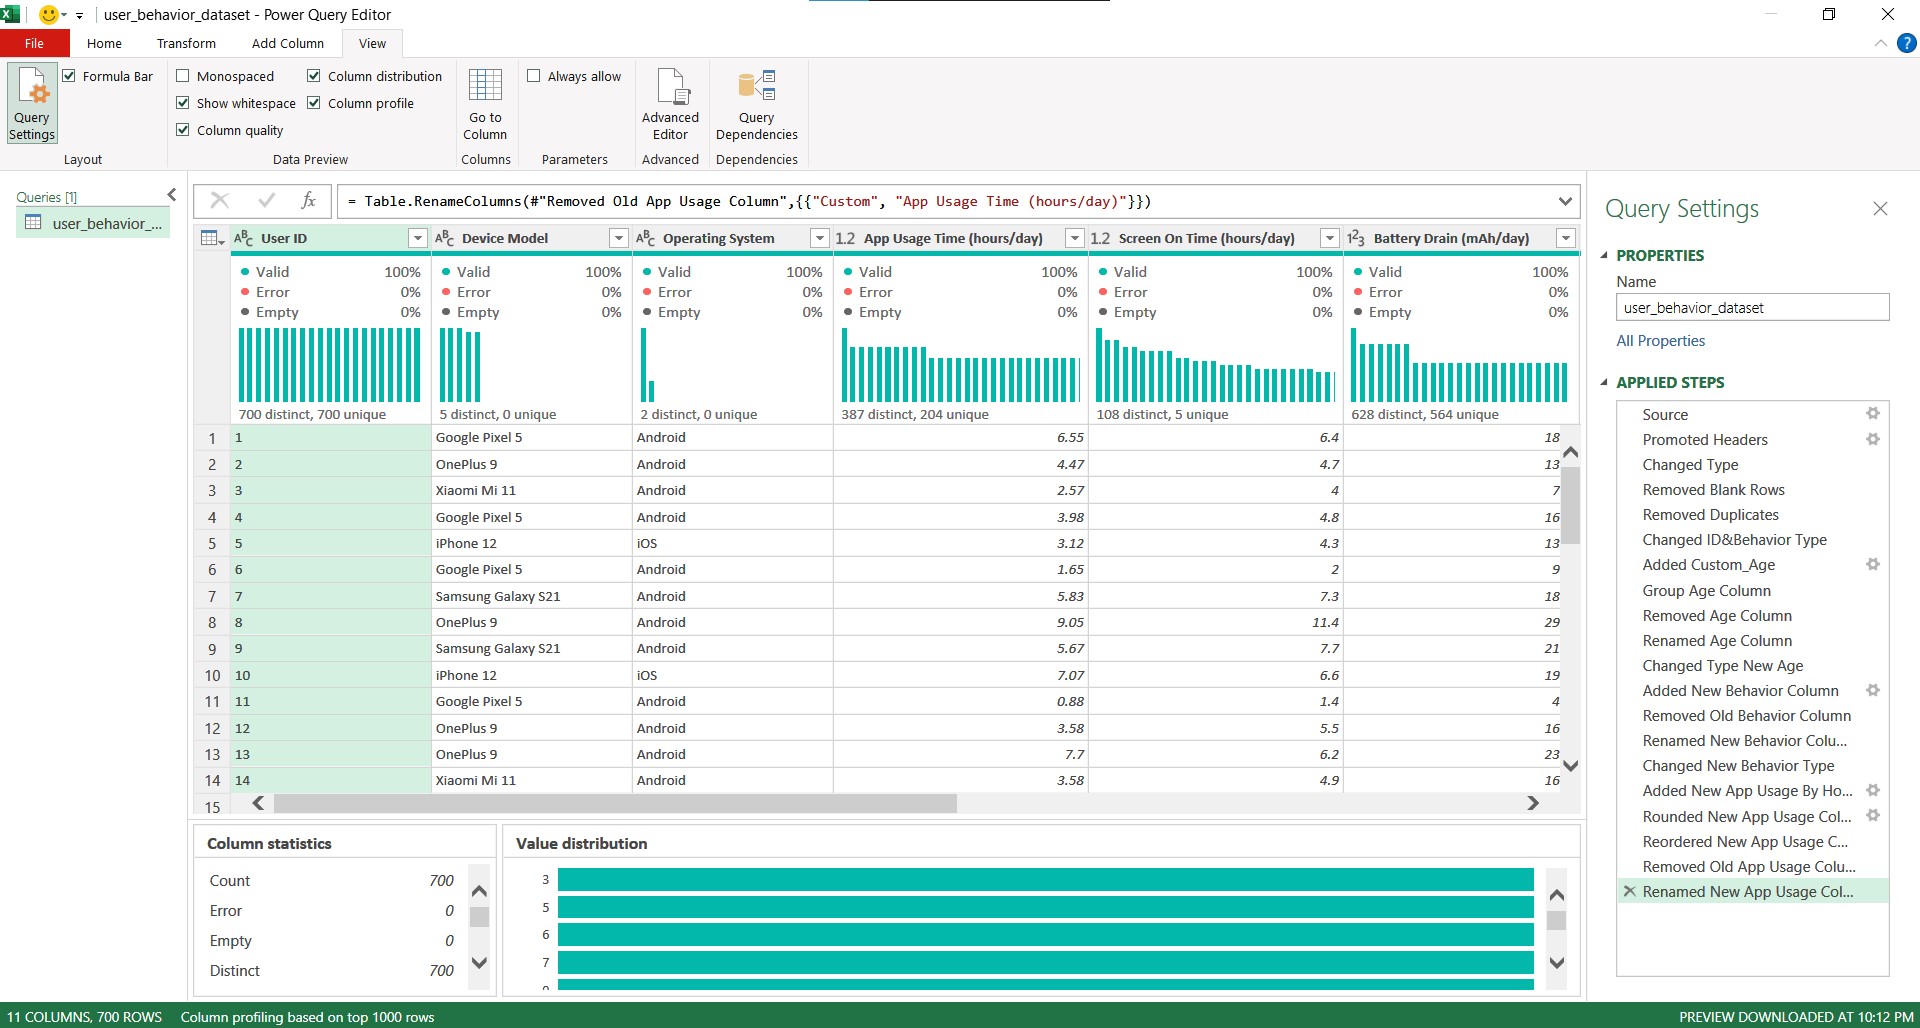 user_behavior_dataset - Power Query Editor
File Home Transform Add Column View
Query Settings
Formula Bar
Layout
Monospaced
Show whitespace
Column quality
Column distribution
Column profile
Data Preview
Go to Column
Columns
Always allow
Parameters
Advanced Editor
Advanced
Query Dependencies
Dependencies
Queries [1]
user_behavior_...
fx = Table.RenameColumns(#"Removed Old App Usage Column",{{"Custom", "App Usage Time (hours/day)"}})
ABC User ID ABC Device Model ABC Operating System 1.2 App Usage Time (hours/day) 1.2 Screen On Time (hours/day) 123 Battery Drain (mAh/day)
Valid 100% Valid 100% Valid 100% Valid 100% Valid 100% Valid 100%
Error 0% Error 0% Error 0% Error 0% Error 0% Error 0%
Empty 0% Empty 0% Empty 0% Empty 0% Empty 0% Empty 0%
700 distinct, 700 unique 5 distinct, 0 unique 2 distinct, 0 unique 387 distinct, 204 unique 108 distinct, 5 unique 628 distinct, 564 unique
1 1 Google Pixel 5 Android 6.55 6.4 18
2 2 OnePlus 9 Android 4.47 4.7 13
3 3 Xiaomi Mi 11 Android 2.57 4 7
4 4 Google Pixel 5 Android 3.98 4.8 16
5 5 iPhone 12 iOS 3.12 4.3 13
6 6 Google Pixel 5 Android 1.65 2 9
7 7 Samsung Galaxy S21 Android 5.83 7.3 18
8 8 OnePlus 9 Android 9.05 11.4 29
9 9 Samsung Galaxy S21 Android 5.67 7.7 21
10 10 iPhone 12 iOS 7.07 6.6 19
11 11 Google Pixel 5 Android 0.88 1.4 4
12 12 OnePlus 9 Android 3.58 5.5 16
13 13 OnePlus 9 Android 7.7 6.2 23
14 14 Xiaomi Mi 11 Android 3.58 4.9 16
15
Column statistics
Count 700
Error 0
Empty 0
Distinct 700
Value distribution
3
5
6
7
Query Settings
PROPERTIES
Name
user_behavior_dataset
All Properties
APPLIED STEPS
Source
Promoted Headers
Changed Type
Removed Blank Rows
Removed Duplicates
Changed ID&Behavior Type
Added Custom_Age
Group Age Column
Removed Age Column
Renamed Age Column
Changed Type New Age
Added New Behavior Column
Removed Old Behavior Column
Renamed New Behavior Colu...
Changed New Behavior Type
Added New App Usage By Ho...
Rounded New App Usage Col...
Reordered New App Usage C...
Removed Old App Usage Colu...
Renamed New App Usage Col...
11 COLUMNS, 700 ROWS Column profiling based on top 1000 rows PREVIEW DOWNLOADED AT 10:12 PM